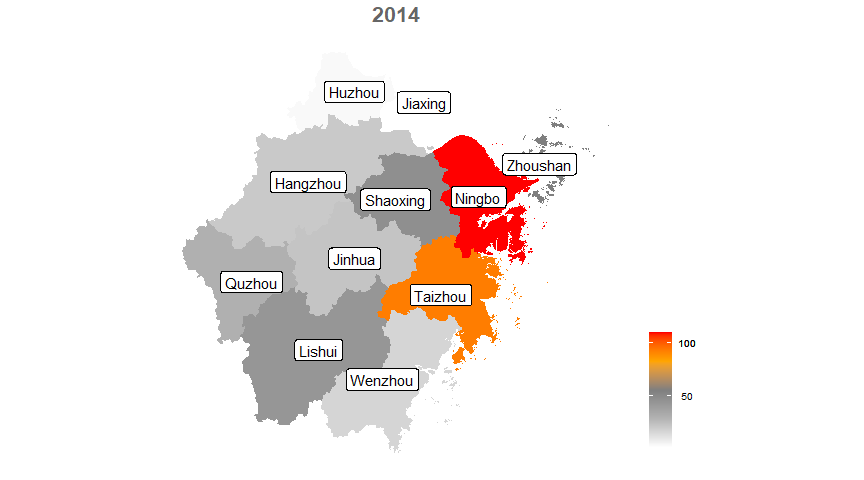 2014
Huzhou
Jiaxing
Zhoushan
Hangzhou
Shaoxing
Ningbo
Jinhua
Quzhou
Taizhou
Lishui
Wenzhou
100
50